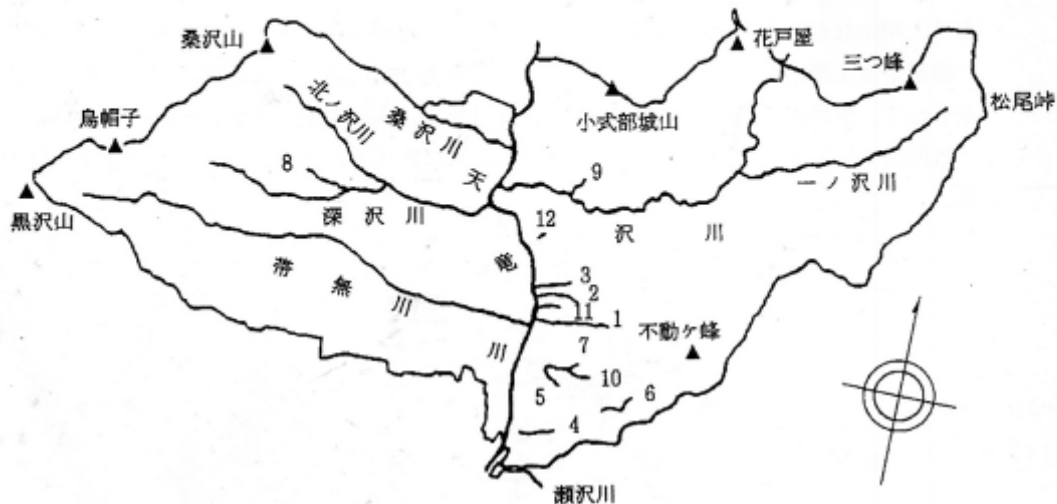 桑沢山
花戸屋
三つ峰
松尾峠
烏帽子
北ノ沢川
桑沢川
小式部城山
天
8
9
一ノ沢川
黒沢山
深沢川
12
沢川
竜
帯無川
3
2
11
1
川
7
不動ヶ峰
5
10
6
4
瀬沢川